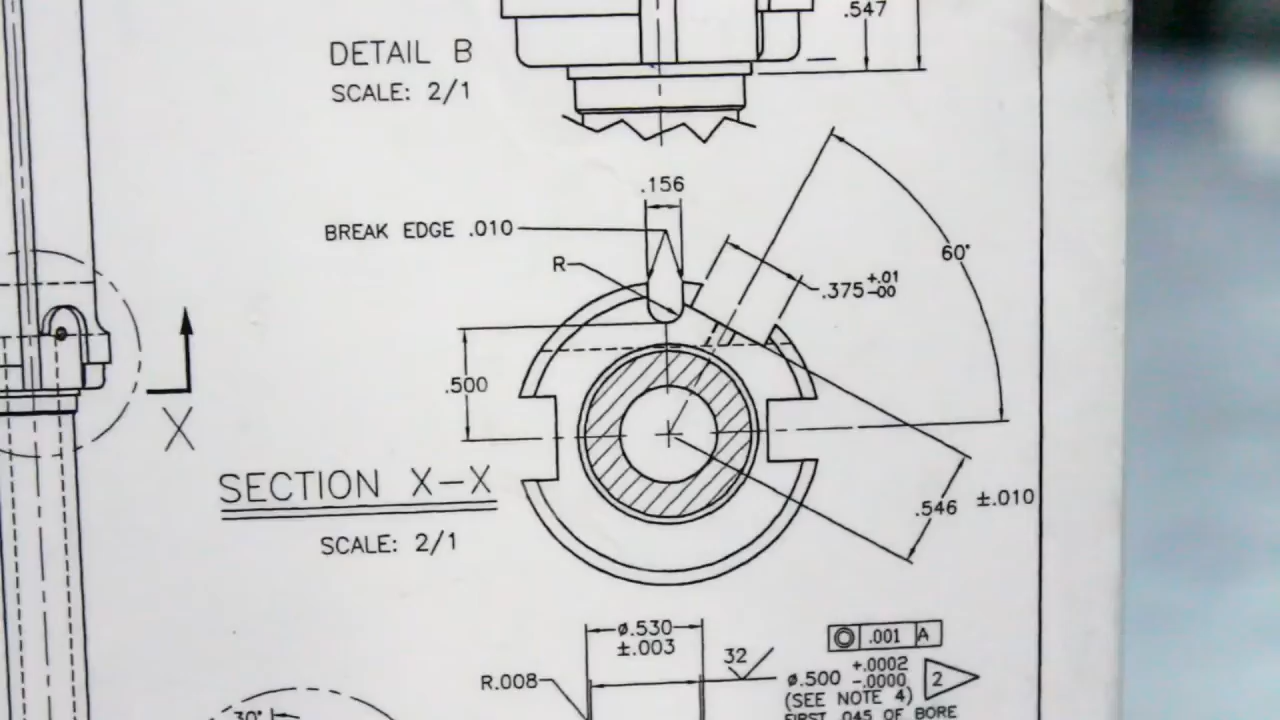 .547
DETAIL B
SCALE: 2/1
.156
BREAK EDGE .010
R
60°
.375 +.01 -.00
.500
X
SECTION X-X
.546 ±.010
SCALE: 2/1
ø.530
±.003
.001 A
32
R.008
ø.500 +.0002 -.0000
2
(SEE NOTE 4)
FIRST .045 OF BORE
30°